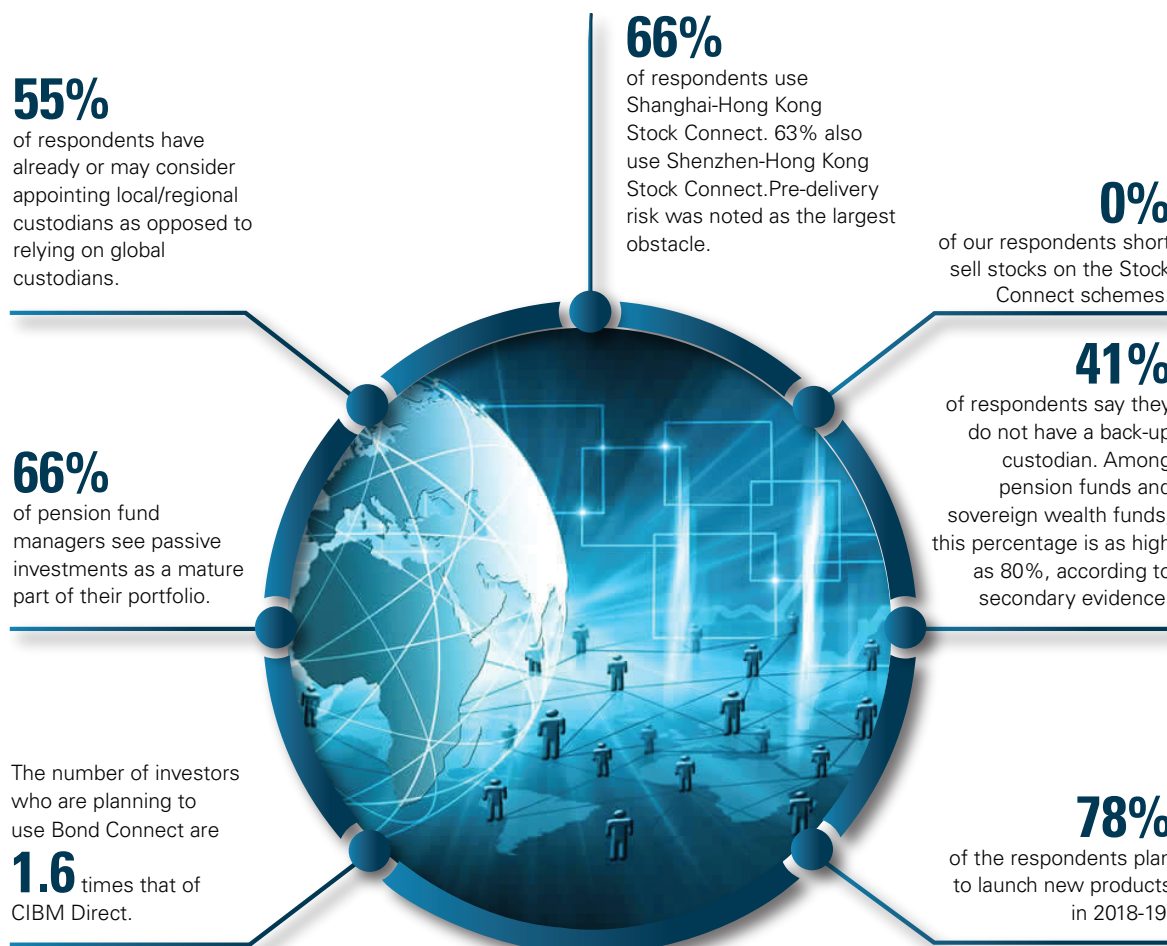 55%
of respondents have
already or may consider
appointing local/regional
custodians as opposed to
relying on global
custodians.
66%
of respondents use
Shanghai-Hong Kong
Stock Connect. 63% also
use Shenzhen-Hong Kong
Stock Connect.Pre-delivery
risk was noted as the largest
obstacle.
0%
of our respondents short
sell stocks on the Stock
Connect schemes
66%
of pension fund
managers see passive
investments as a mature
part of their portfolio.
41%
of respondents say they
do not have a back-up
custodian. Among
pension funds and
sovereign wealth funds
this percentage is as high
as 80%, according to
secondary evidence
The number of investors
who are planning to
use Bond Connect are
1.6 times that of
CIBM Direct.
78%
of the respondents plan
to launch new products
in 2018-19